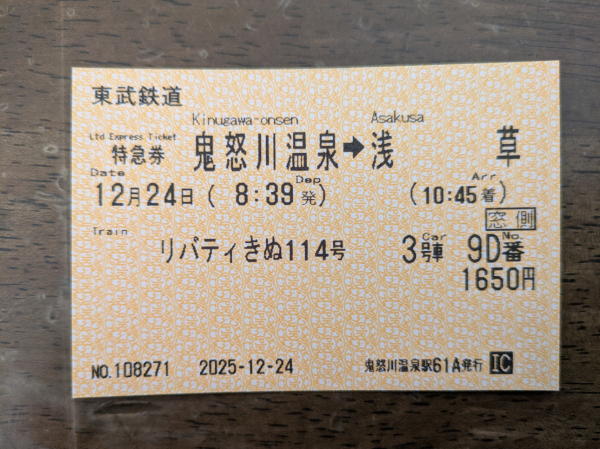 東武鉄道
Kinugawa-onsen Asakusa
Ltd Express Ticket
特急券 鬼怒川温泉➡浅草
Date Dep Arr
12月24日( 8:39発) (10:45着)
窓側
Train Car No
リバティきぬ114号 3号車 9D番
1650円
NO.108271 2025-12-24 鬼怒川温泉駅61A発行 IC